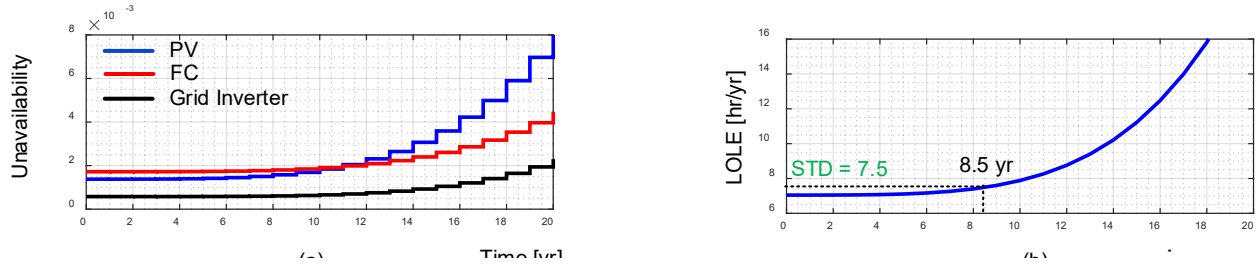 × 10 -3
8
PV
FC
6
Grid Inverter
4
2
0
0 2 4 6 8 10 12 14 16 18 20
Unavailability
(a) Time [yr]
16
14
12
10
8
6
0 2 4 6 8 10 12 14 16 18 20
LOLE [hr/yr]
STD = 7.5
8.5 yr
(b)